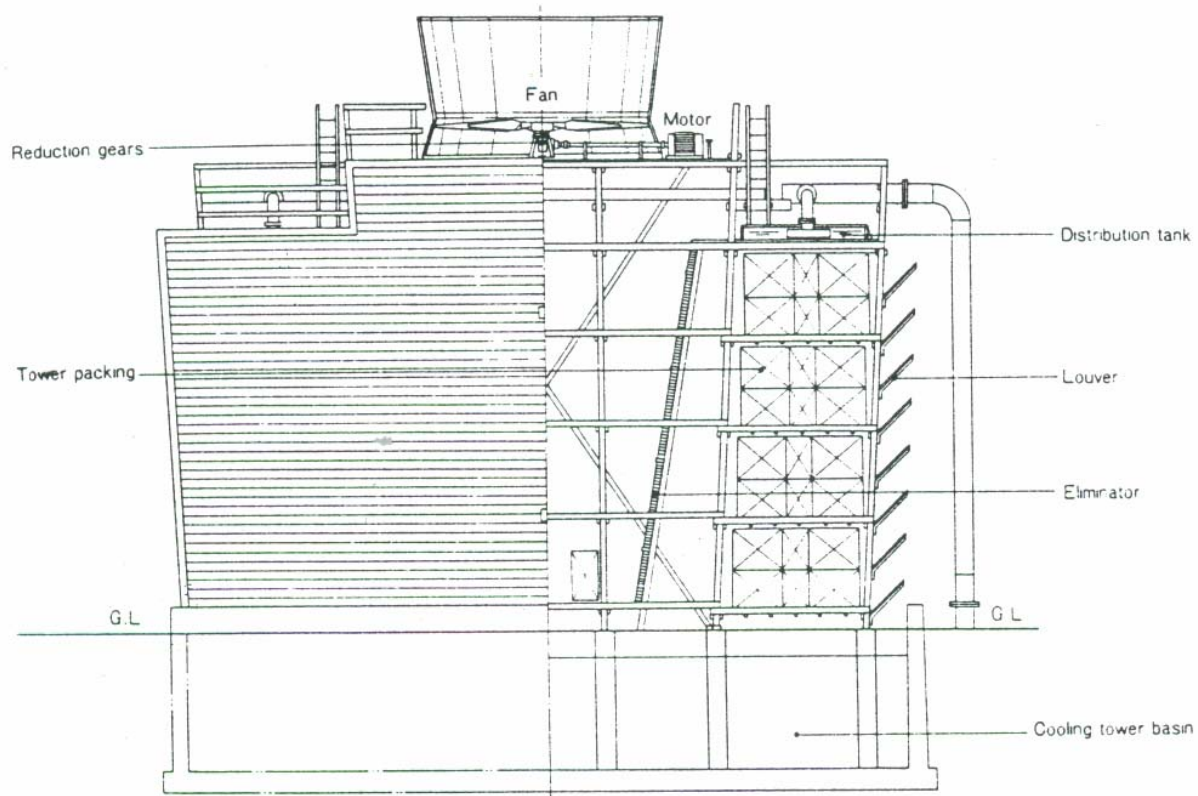 Fan
Motor
Reduction gears
Distribution tank
Tower packing
Louver
Eliminator
G.L
G L
Cooling tower basin